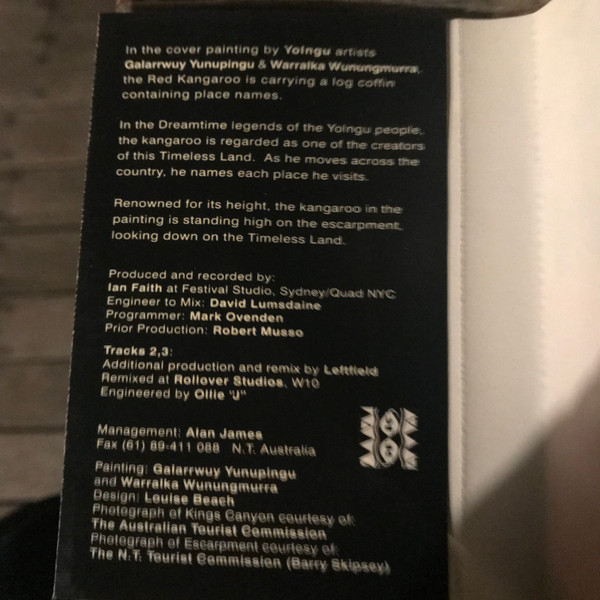 In the cover painting by Yolngu artists
Galarrwuy Yunupingu & Warralka Wunungmurra,
the Red Kangaroo is carrying a log coffin
containing place names.
In the Dreamtime legends of the Yolngu people,
the kangaroo is regarded as one of the creators
of this Timeless Land. As he moves across the
country, he names each place he visits.
Renowned for its height, the kangaroo in the
painting is standing high on the escarpment,
looking down on the Timeless Land.
Produced and recorded by:
Ian Faith at Festival Studio, Sydney/Quad NYC
Engineer to Mix: David Lumsdaine
Programmer: Mark Ovenden
Prior Production: Robert Musso
Tracks 2,3:
Additional production and remix by Leftfield
Remixed at Rollover Studios, W10
Engineered by Ollie "J"
Management: Alan James
Fax (61) 89-411 088 N.T. Australia
Painting: Galarrwuy Yunupingu
and Warralka Wunungmurra
Design: Louise Beach
Photograph of Kings Canyon courtesy of:
The Australian Tourist Commission
Photograph of Escarpment courtesy of:
The N.T. Tourist Commission (Barry Skipsey)